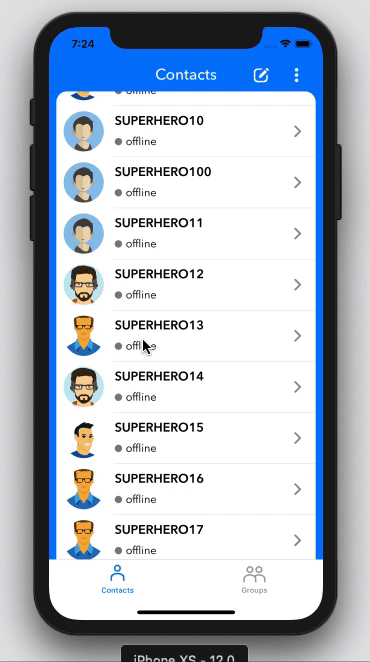 7:24
Contacts
offline
SUPERHERO10
offline
SUPERHERO100
offline
SUPERHERO11
offline
SUPERHERO12
offline
SUPERHERO13
offline
SUPERHERO14
offline
SUPERHERO15
offline
SUPERHERO16
offline
SUPERHERO17
offline
Contacts
Groups
iPhone XS - 12.0